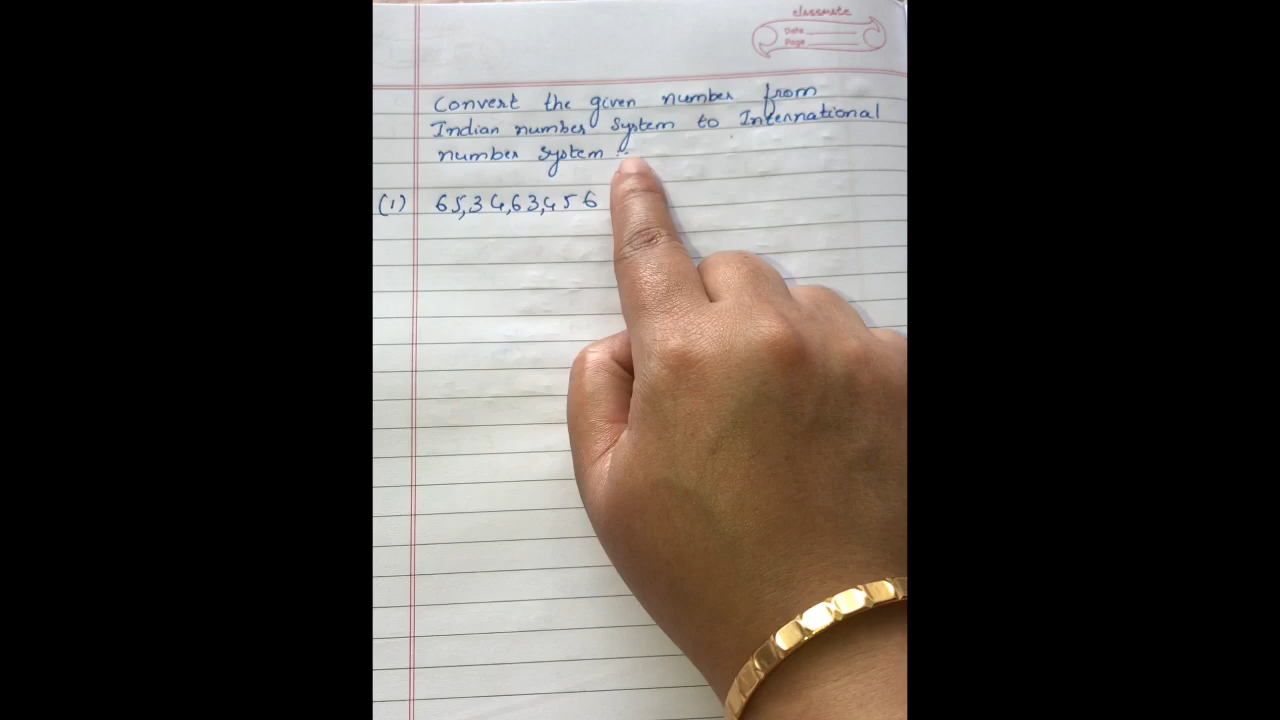 classmate
Date
Page
Convert the given number from
Indian number system to International
number system :-
(1) 65,34,63,456